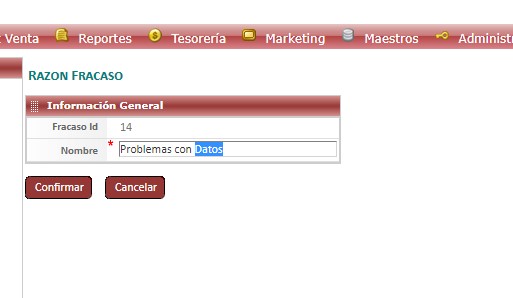 Venta Reportes Tesorería Marketing Maestros Administ
RAZON FRACASO
Información General
Fracaso Id 14
Nombre * Problemas con Datos
Confirmar Cancelar